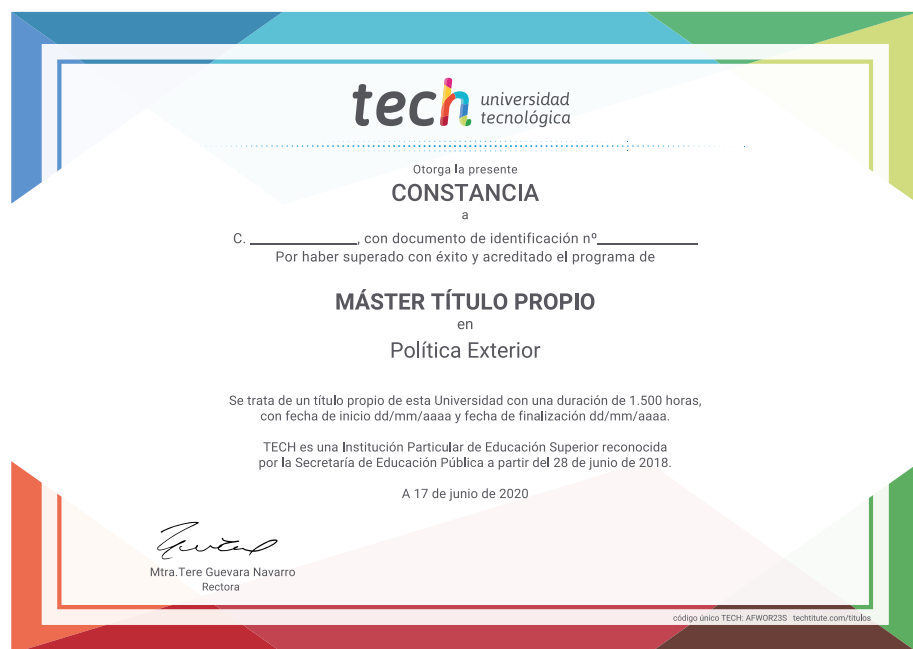 tech universidad
tecnológica
Otorga la presente
CONSTANCIA
a
C. ____________, con documento de identificación nº____________
Por haber superado con éxito y acreditado el programa de
MÁSTER TÍTULO PROPIO
en
Política Exterior
Se trata de un título propio de esta Universidad con una duración de 1.500 horas,
con fecha de inicio dd/mm/aaaa y fecha de finalización dd/mm/aaaa.
TECH es una Institución Particular de Educación Superior reconocida
por la Secretaría de Educación Pública a partir del 28 de junio de 2018.
A 17 de junio de 2020
Mtra.Tere Guevara Navarro
Rectora
código único TECH: AFWOR23S techtitute.com/titulos